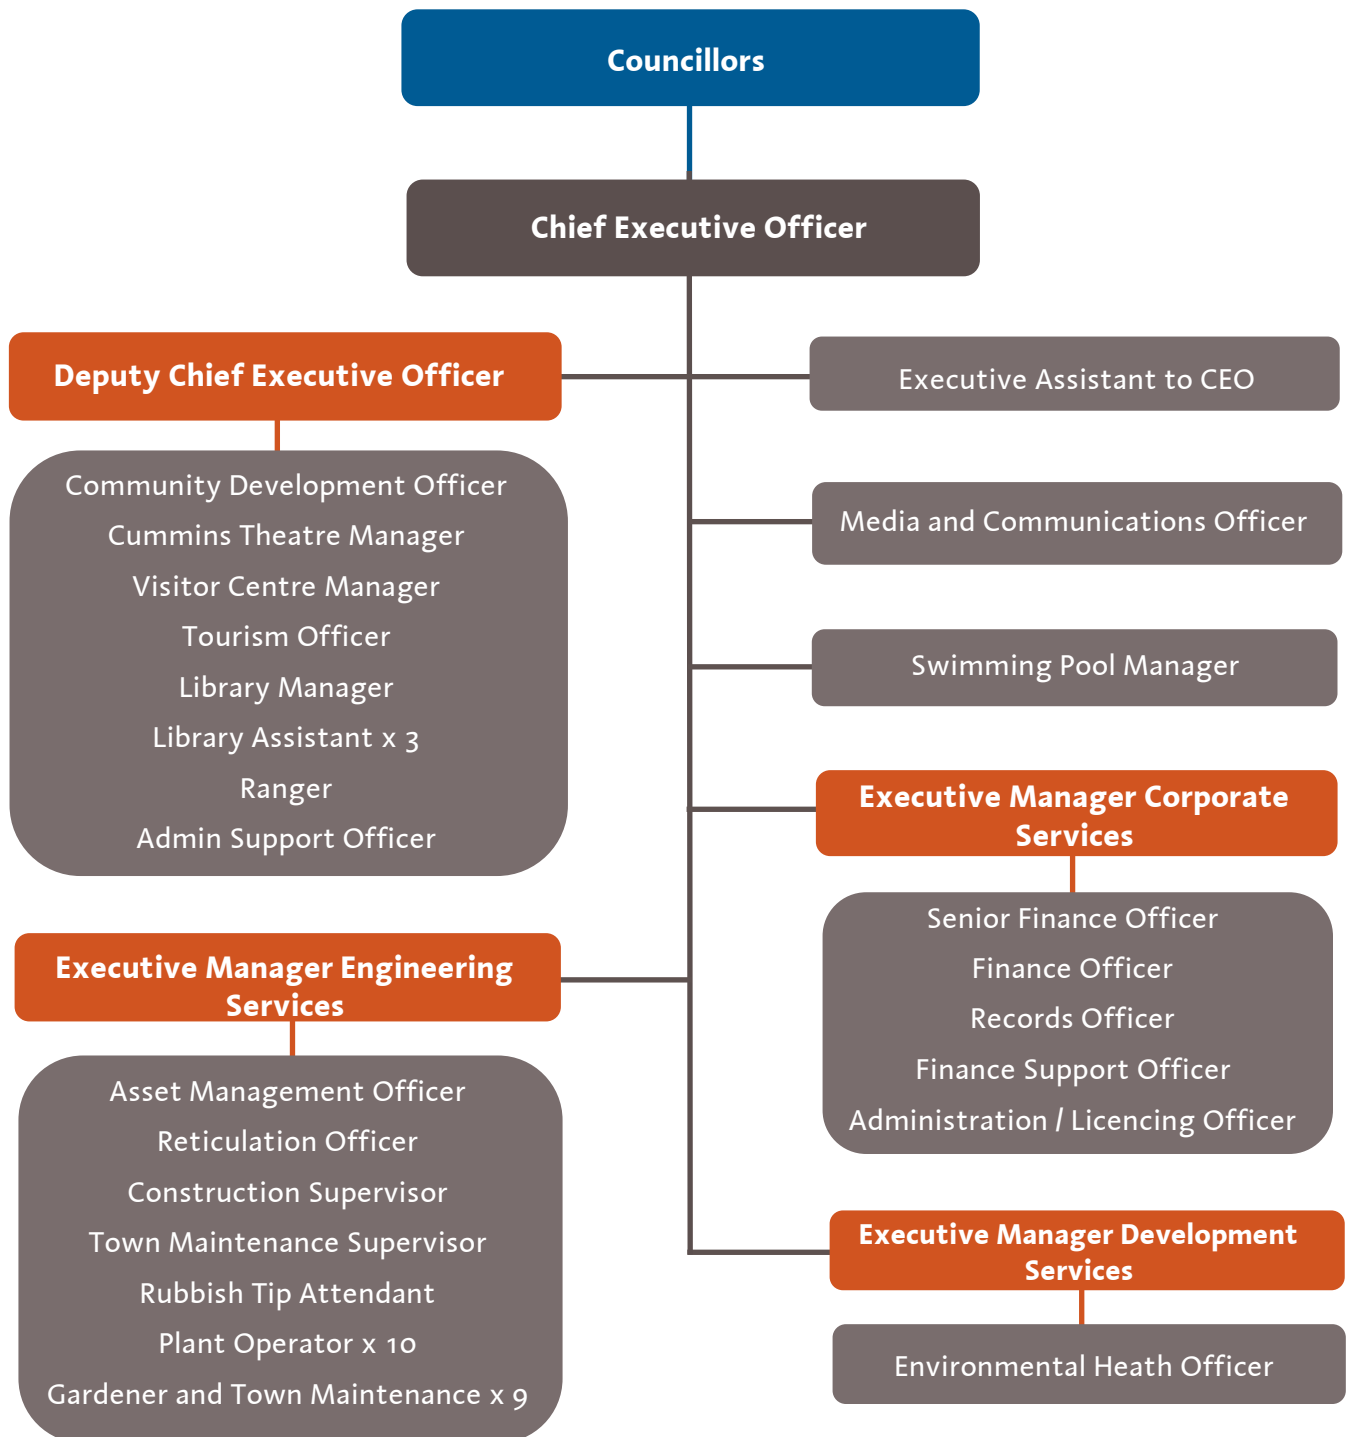 Councillors
Chief Executive Officer
Deputy Chief Executive Officer
Community Development Officer
Cummins Theatre Manager
Visitor Centre Manager
Tourism Officer
Library Manager
Library Assistant x 3
Ranger
Admin Support Officer
Executive Assistant to CEO
Media and Communications Officer
Swimming Pool Manager
Executive Manager Corporate
Services
Senior Finance Officer
Finance Officer
Records Officer
Finance Support Officer
Administration / Licencing Officer
Executive Manager Engineering
Services
Asset Management Officer
Reticulation Officer
Construction Supervisor
Town Maintenance Supervisor
Rubbish Tip Attendant
Plant Operator x 10
Gardener and Town Maintenance x 9
Executive Manager Development
Services
Environmental Heath Officer